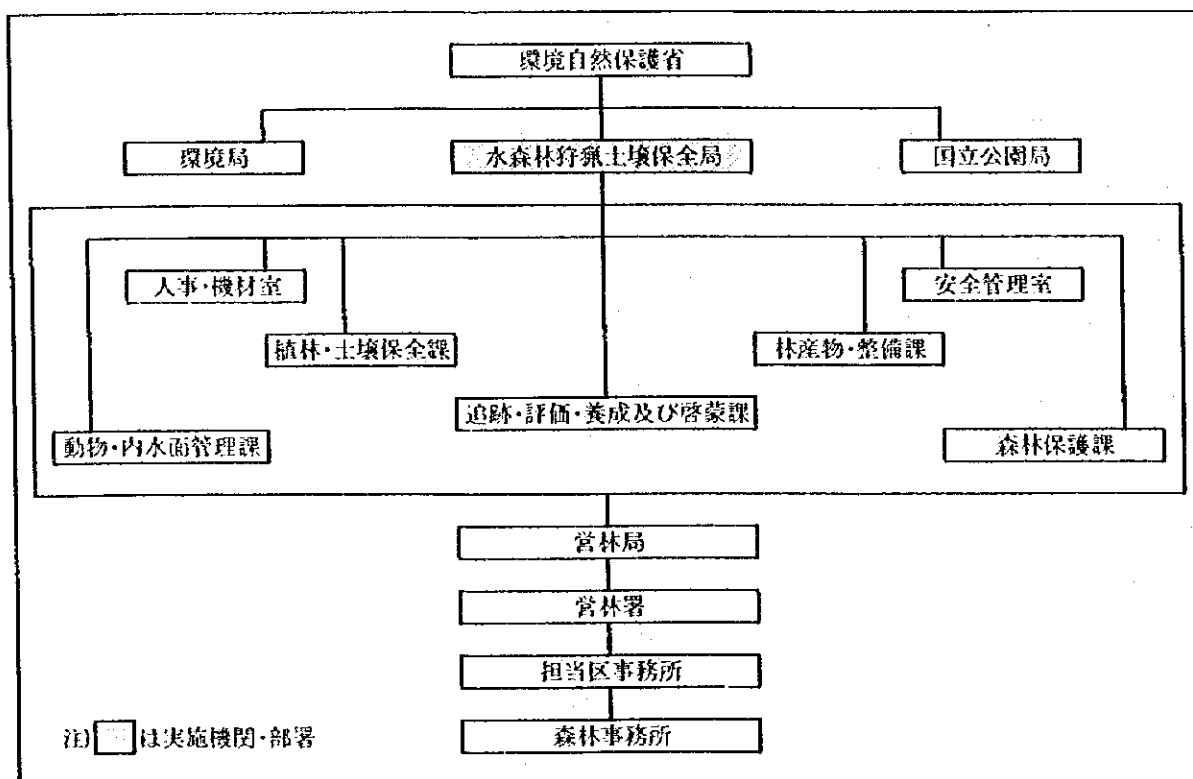 環境自然保護省
環境局
水森林狩猟土壌保全局
国立公園局
人事・機材室
安全管理室
植林・土壌保全課
林産物・整備課
追跡・評価・養成及び啓蒙課
動物・内水面管理課
森林保護課
営林局
営林署
担当区事務所
森林事務所
注) は実施機関・部署